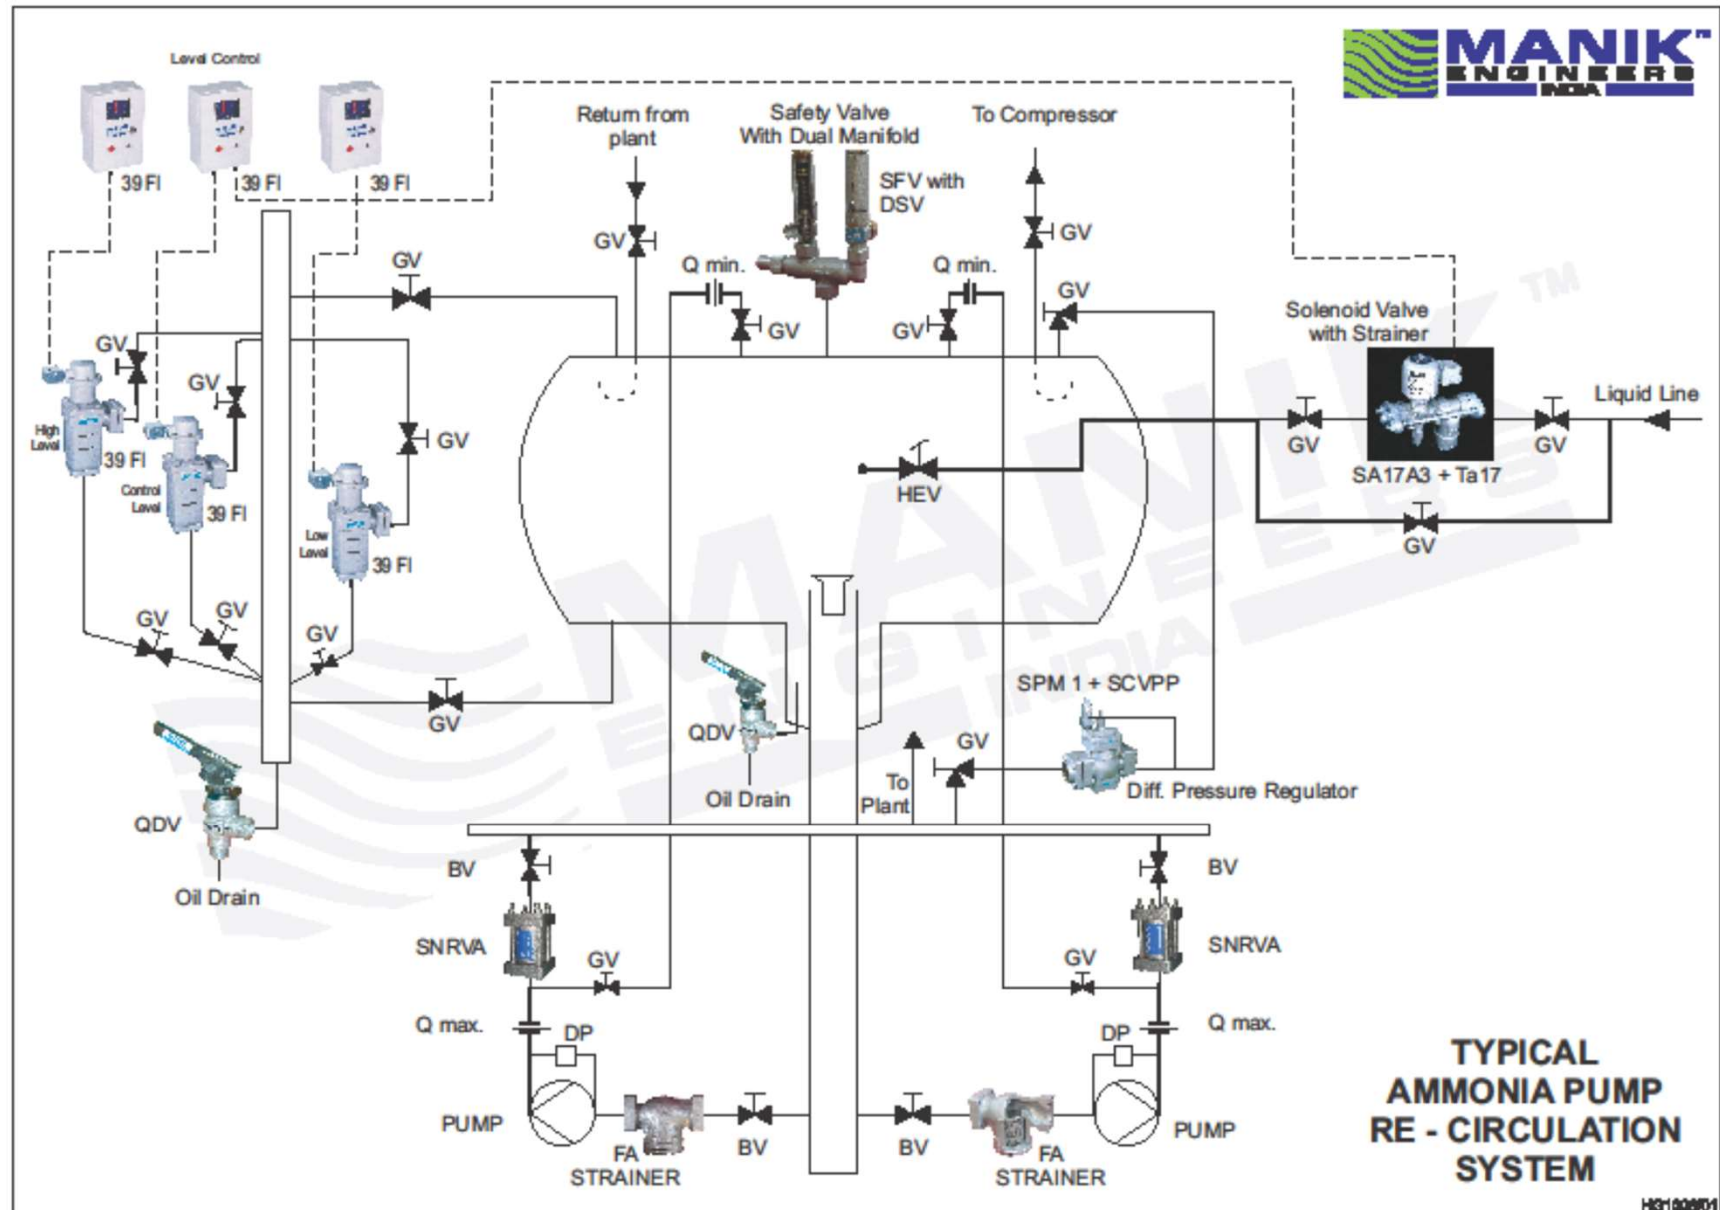 Level Control
39 FI
39 FI
39 FI
Return from
plant
Safety Valve
With Dual Manifold
SFV with
DSV
To Compressor
MANIK™
ENGINEERS
INDIA
GV
GV
GV
GV
Q min.
GV
Q min.
GV
Solenoid Valve
with Strainer
Liquid Line
GV
GV
GV
High
Level
39 FI
Control
Level
39 FI
Low
Level
39 FI
HEV
GV
GV
SA17A3 + Ta17
GV
GV
GV
GV
GV
QDV
Oil Drain
QDV
Oil Drain
SPM 1 + SCVPP
GV
To
Plant
Diff. Pressure Regulator
BV
BV
SNRVA
SNRVA
GV
GV
Q max.
Q max.
DP
DP
PUMP
PUMP
FA
STRAINER
BV
BV
FA
STRAINER
TYPICAL
AMMONIA PUMP
RE - CIRCULATION
SYSTEM
MANIK™
ENGINEERS
INDIA